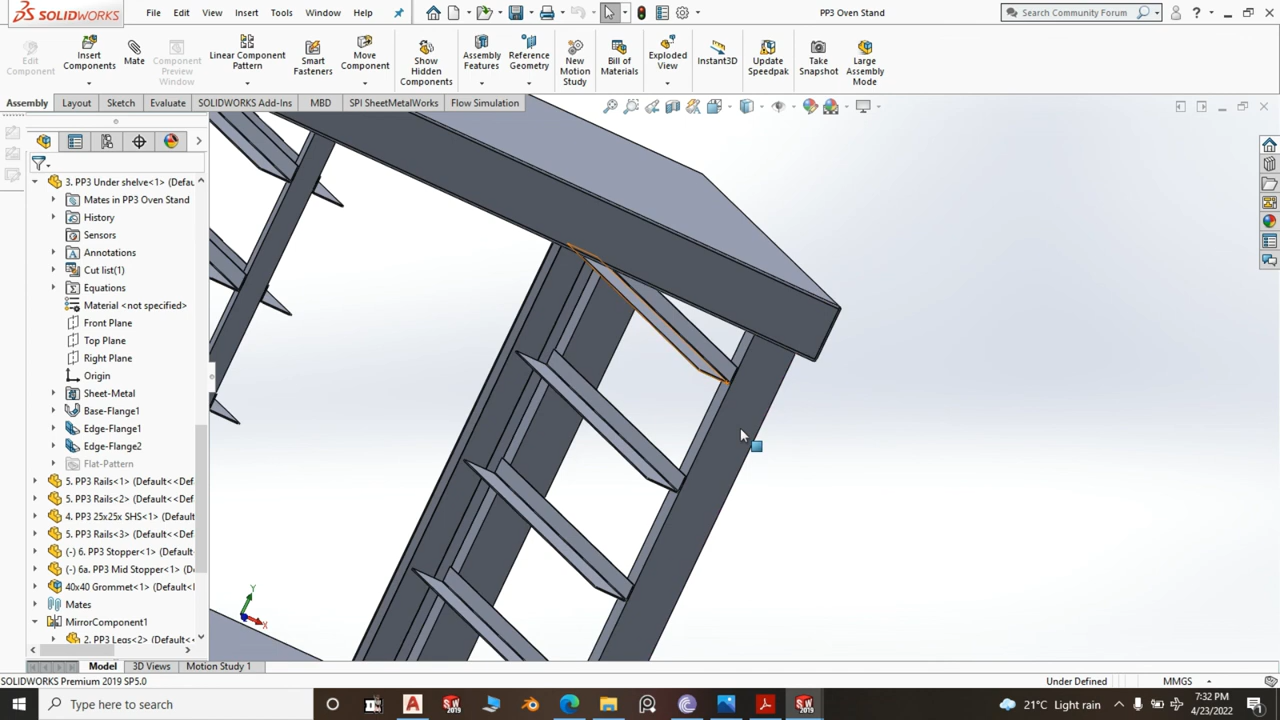 SOLIDWORKS File Edit View Insert Tools Window Help PP3 Oven Stand Search Community Forum ?
Edit Component
Insert Components
Mate
Component Preview Window
Linear Component Pattern
Smart Fasteners
Move Component
Show Hidden Components
Assembly Features
Reference Geometry
New Motion Study
Bill of Materials
Exploded View
Instant3D
Update Speedpak
Take Snapshot
Large Assembly Mode
Assembly Layout Sketch Evaluate SOLIDWORKS Add-Ins MBD SPI SheetMetalWorks Flow Simulation
3. PP3 Under shelve<1> (Defau
Mates in PP3 Oven Stand
History
Sensors
Annotations
Cut list(1)
Equations
Material <not specified>
Front Plane
Top Plane
Right Plane
Origin
Sheet-Metal
Base-Flange1
Edge-Flange1
Edge-Flange2
Flat-Pattern
5. PP3 Rails<1> (Default<<Def
5. PP3 Rails<2> (Default<<Def
4. PP3 25x25x SHS<1> (Default
5. PP3 Rails<3> (Default<<Def
(-) 6. PP3 Stopper<1> (Default
(-) 6a. PP3 Mid Stopper<1> (D
40x40 Grommet<1> (Default<
Mates
MirrorComponent1
2. PP3 Legs<2> (Default<
Y
X
Model 3D Views Motion Study 1
SOLIDWORKS Premium 2019 SP5.0 Under Defined MMGS
Type here to search 21°C Light rain 7:32 PM
4/23/2022